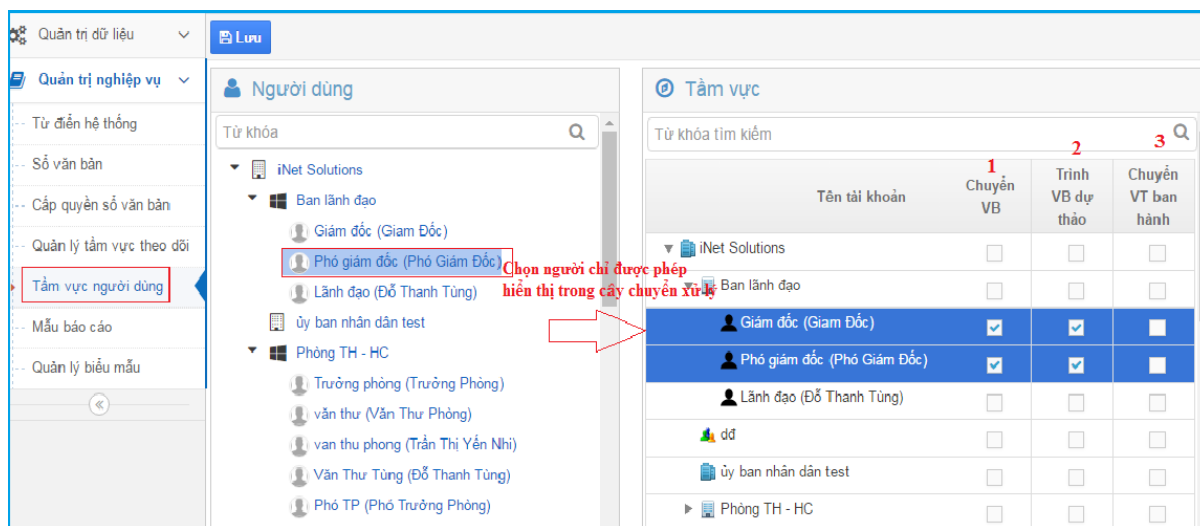 Quản trị dữ liệu
Quản trị nghiệp vụ
Từ điển hệ thống
Sổ văn bản
Cấp quyền sổ văn bản
Quản lý tầm vực theo dõi
Tầm vực người dùng
Mẫu báo cáo
Quản lý biểu mẫu
Lưu
Người dùng
Từ khóa
iNet Solutions
Ban lãnh đạo
Giám đốc (Giam Đốc)
Phó giám đốc (Phó Giám Đốc)
Lãnh đạo (Đỗ Thanh Tùng)
ủy ban nhân dân test
Phòng TH - HC
Trưởng phòng (Trưởng Phòng)
văn thư (Văn Thư Phòng)
van thu phong (Trần Thị Yến Nhi)
Văn Thư Tùng (Đỗ Thanh Tùng)
Phó TP (Phó Trưởng Phòng)
Chọn người chỉ được phép
hiển thị trong cây chuyển xử lý
Tầm vực
Từ khóa tìm kiếm
1
2
3
Tên tài khoản
Chuyển
VB
Trình
VB dự
thảo
Chuyển
VT ban
hành
iNet Solutions
Ban lãnh đạo
Giám đốc (Giam Đốc)
Phó giám đốc (Phó Giám Đốc)
Lãnh đạo (Đỗ Thanh Tùng)
dđ
ủy ban nhân dân test
Phòng TH - HC